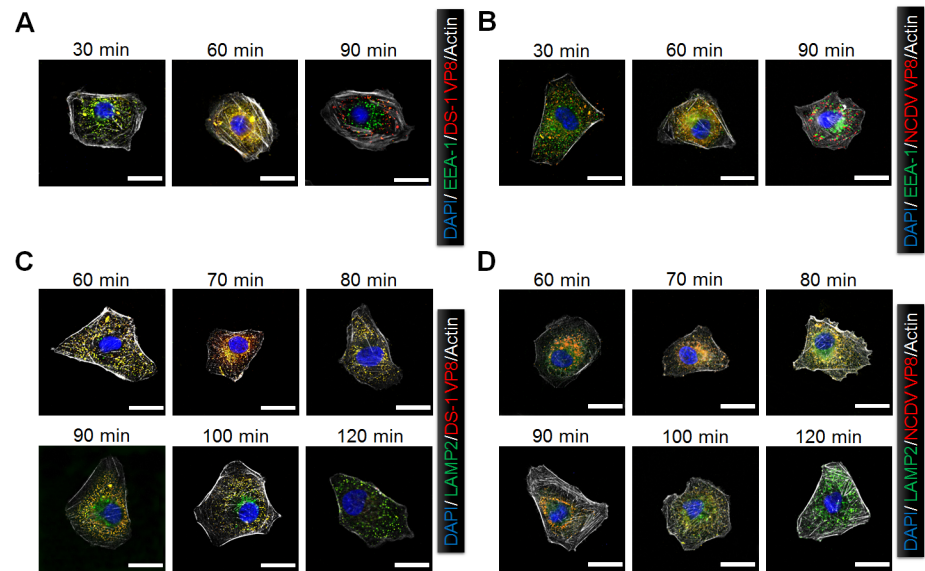 A
30 min
60 min
90 min
DAPI/ EEA-1/DS-1 VP8/Actin
B
30 min
60 min
90 min
DAPI/ EEA-1/NCDV VP8/Actin
C
60 min
70 min
80 min
90 min
100 min
120 min
DAPI/ LAMP2/DS-1 VP8/Actin
D
60 min
70 min
80 min
90 min
100 min
120 min
DAPI/ LAMP2/NCDV VP8/Actin